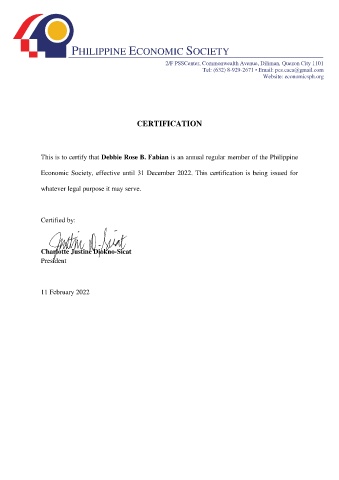 PHILIPPINE ECONOMIC SOCIETY
2/F PSSCenter, Commonwealth Avenue, Diliman, Quezon City 1101
Tel: (632) 8-929-2671 • Email: pes.eaea@gmail.com
Website: economicsph.org
CERTIFICATION
This is to certify that Debbie Rose B. Fabian is an annual regular member of the Philippine
Economic Society, effective until 31 December 2022. This certification is being issued for
whatever legal purpose it may serve.
Certified by:
Justine D-Sicat
Charlotte Justine Diokno-Sicat
President
11 February 2022